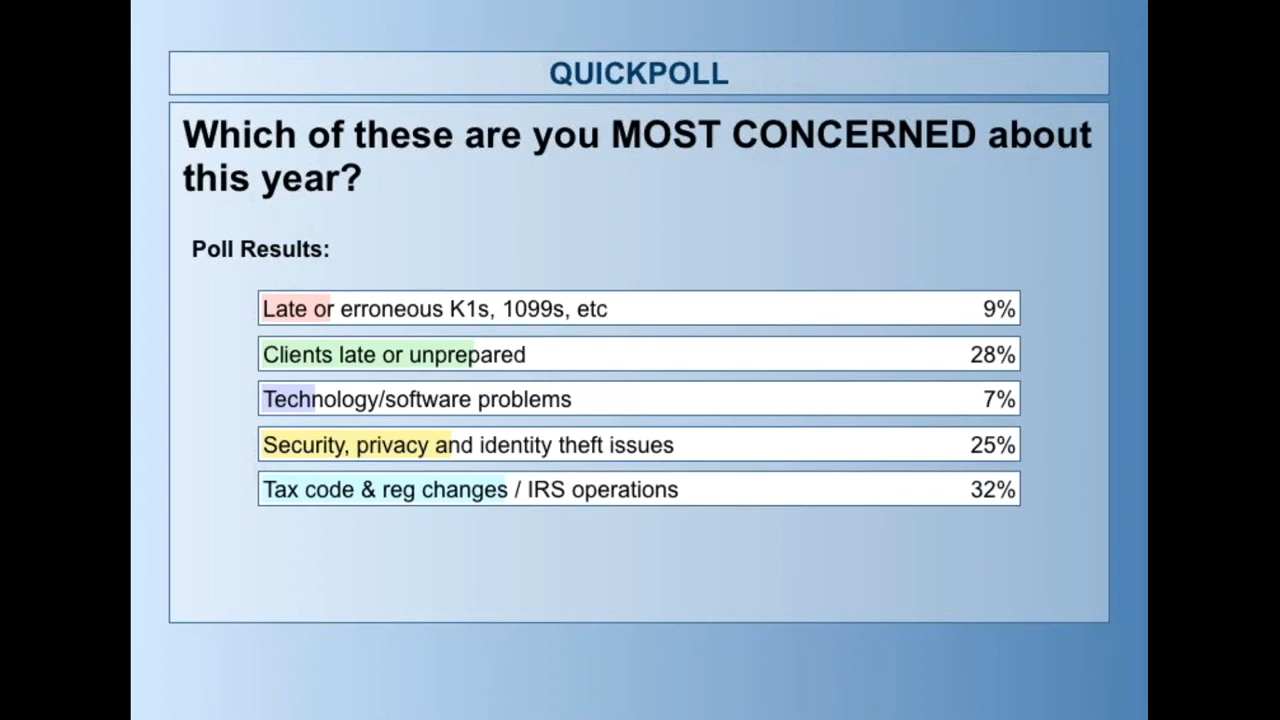 QUICKPOLL
Which of these are you MOST CONCERNED about
this year?
Poll Results:
Late or erroneous K1s, 1099s, etc 9%
Clients late or unprepared 28%
Technology/software problems 7%
Security, privacy and identity theft issues 25%
Tax code & reg changes / IRS operations 32%